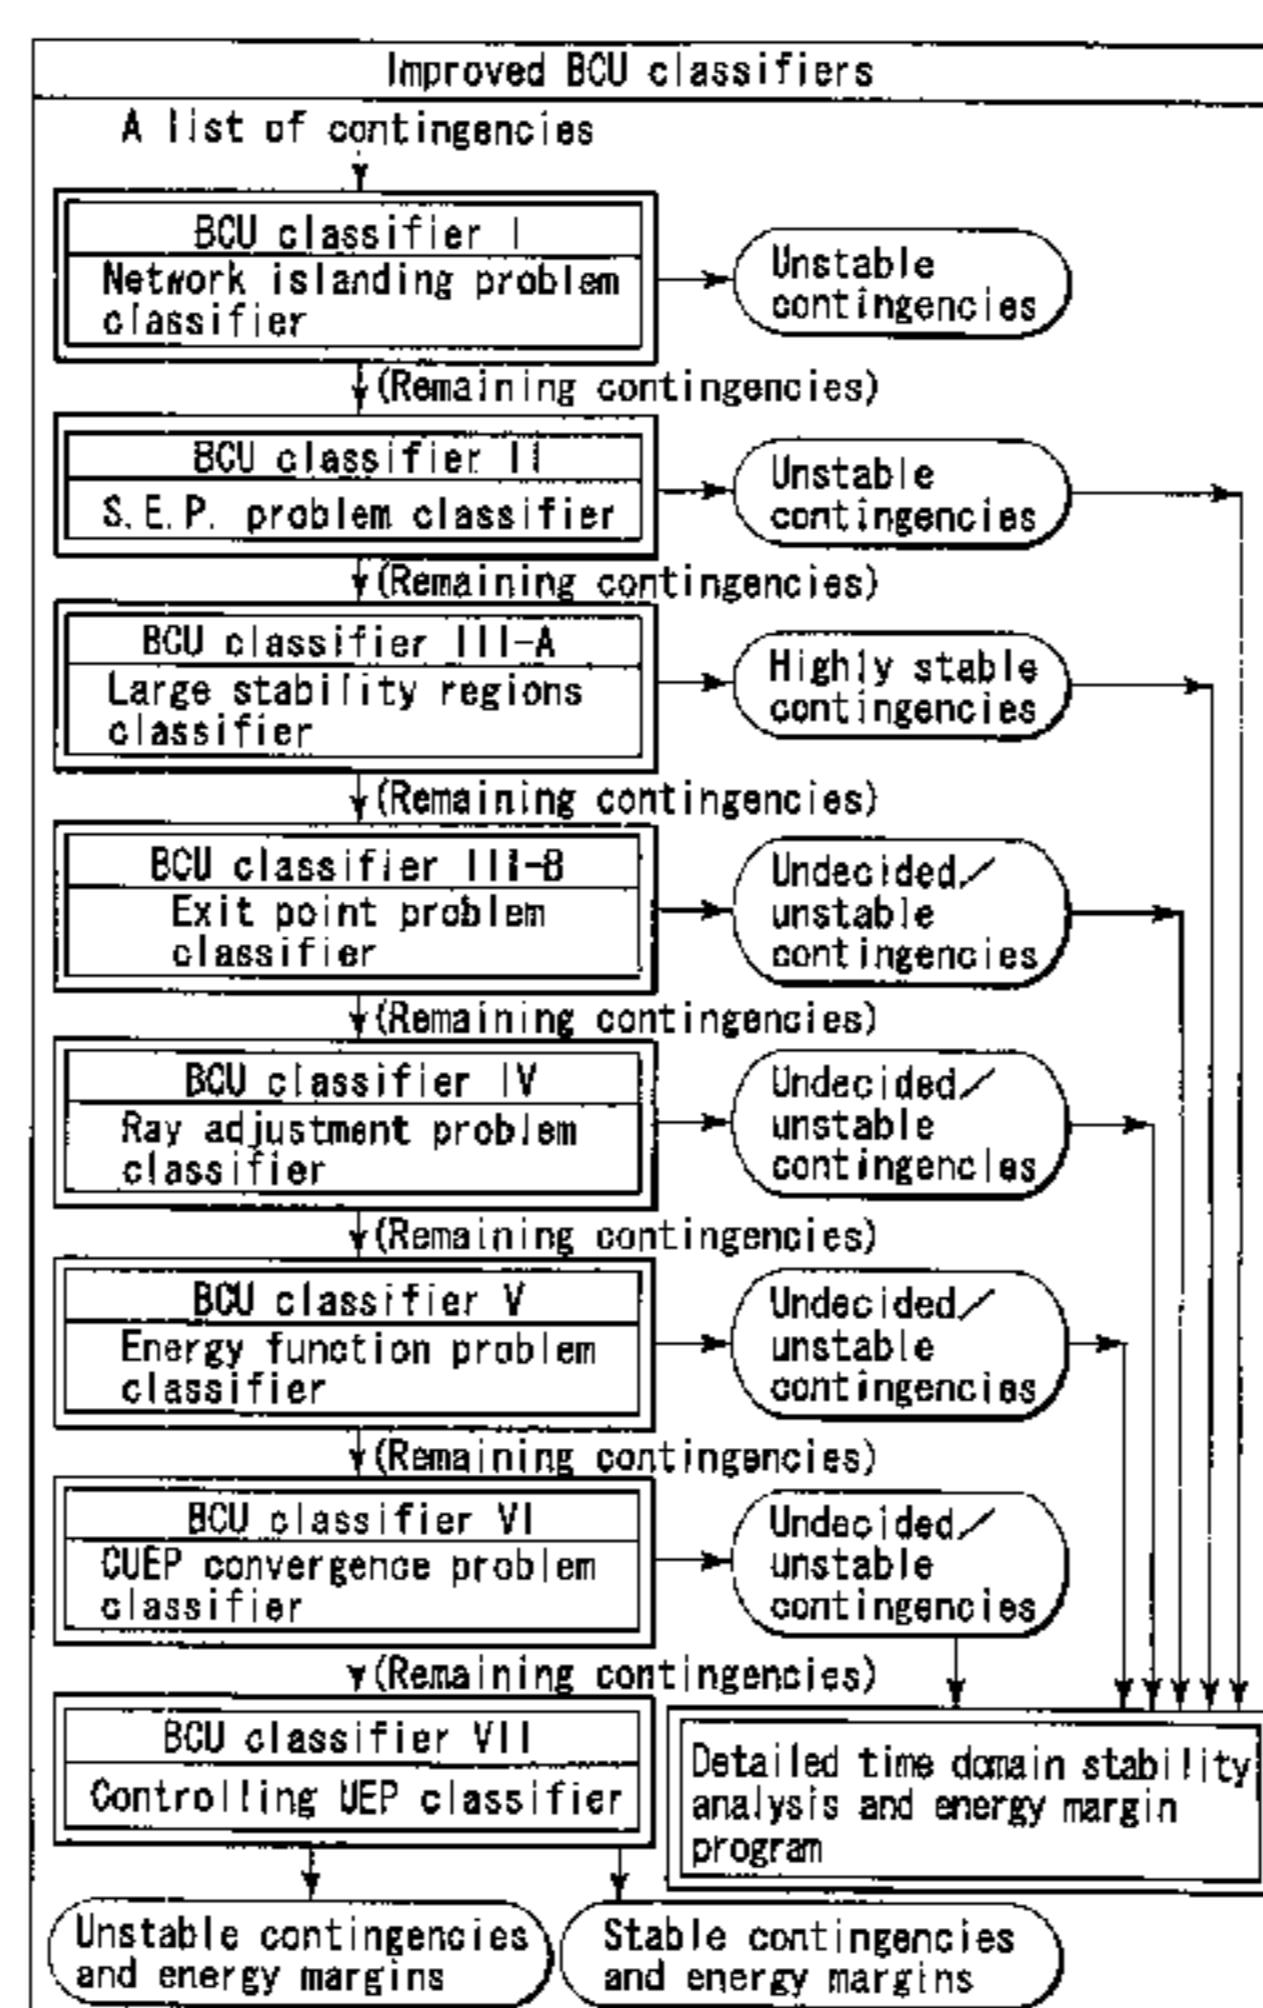 Improved BCU classifiers
A list of contingencies
BCU classifier I
Network islanding problem
classifier
Unstable
contingencies
(Remaining contingencies)
BCU classifier II
S.E.P. problem classifier
Unstable
contingencies
(Remaining contingencies)
BCU classifier III-A
Large stability regions
classifier
Highly stable
contingencies
(Remaining contingencies)
BCU classifier III-B
Exit point problem
classifier
Undecided/
unstable
contingencies
(Remaining contingencies)
BCU classifier IV
Ray adjustment problem
classifier
Undecided/
unstable
contingencies
(Remaining contingencies)
BCU classifier V
Energy function problem
classifier
Undecided/
unstable
contingencies
(Remaining contingencies)
BCU classifier VI
CUEP convergence problem
classifier
Undecided/
unstable
contingencies
(Remaining contingencies)
BCU classifier VII
Controlling UEP classifier
Detailed time domain stability
analysis and energy margin
program
Unstable contingencies
and energy margins
Stable contingencies
and energy margins